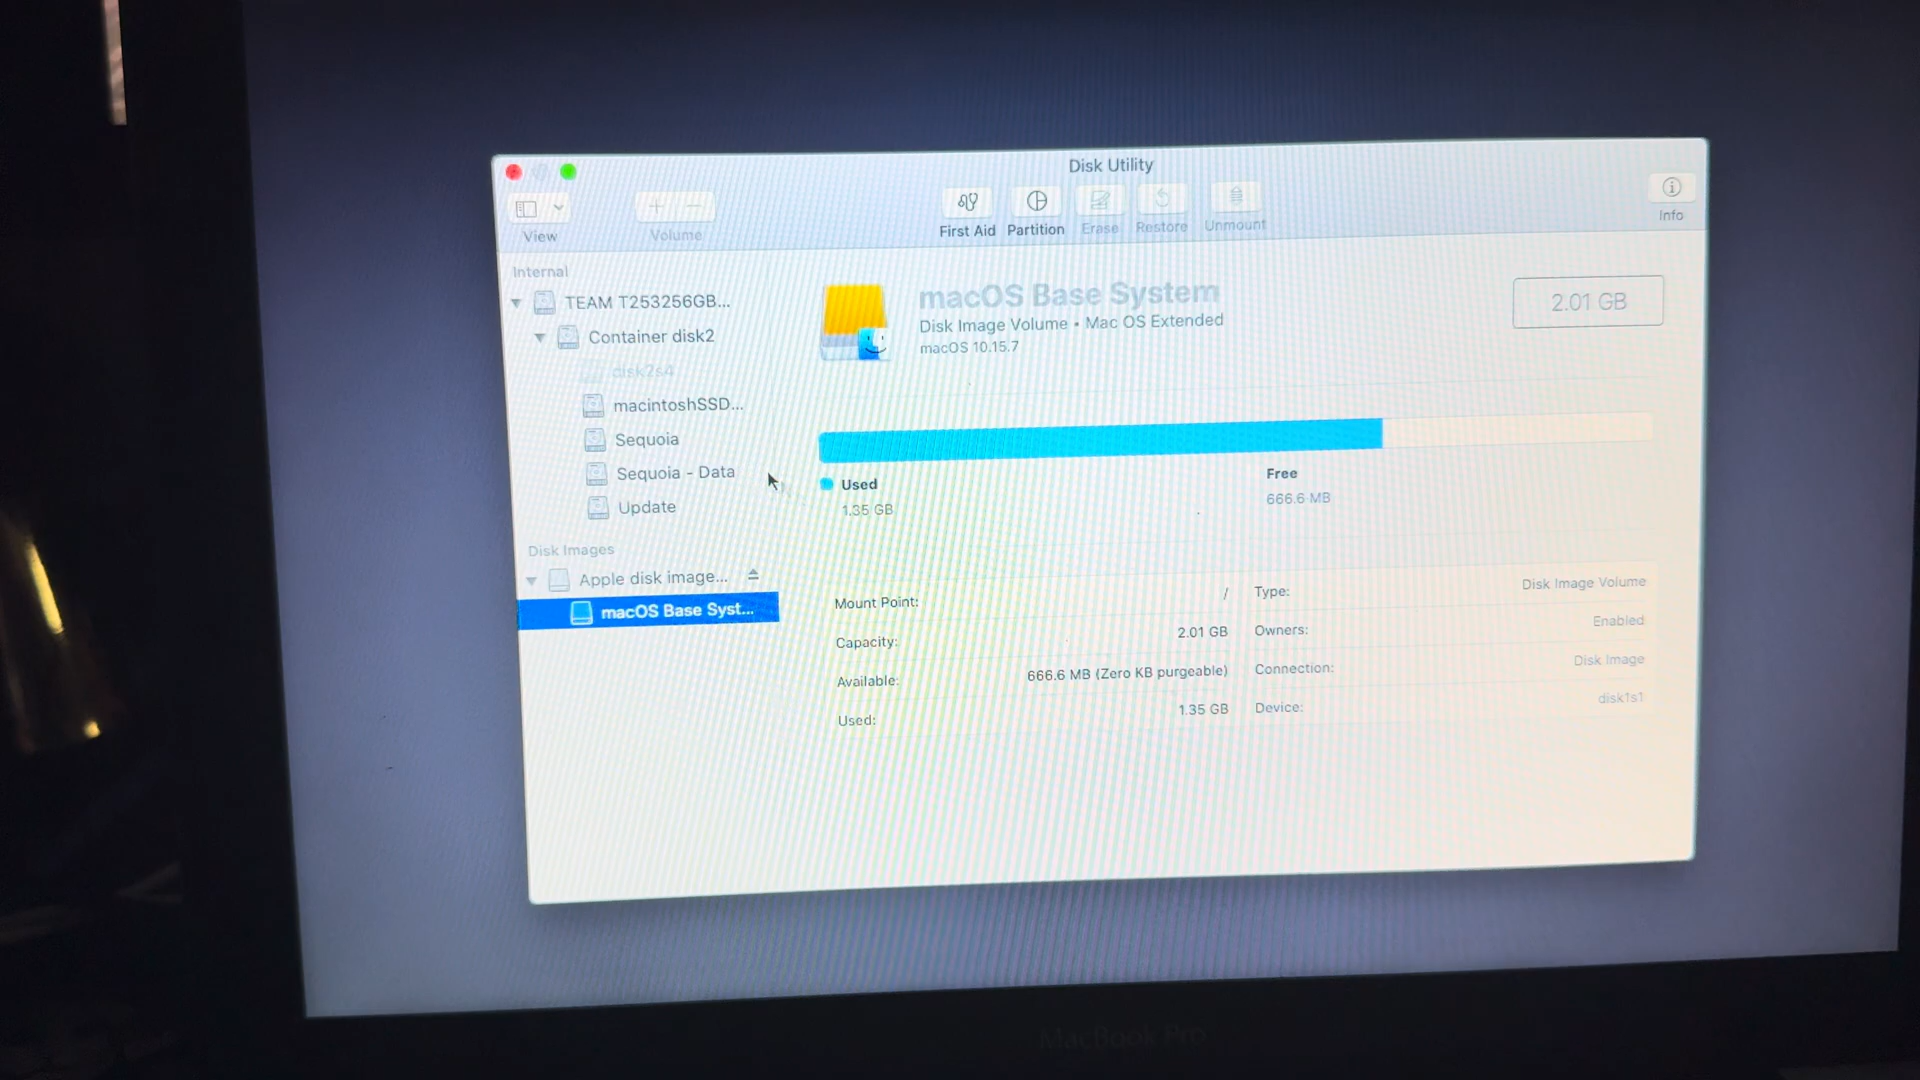 Disk Utility
View
Volume
First Aid
Partition
Erase
Restore
Unmount
Info
Internal
TEAM T253256GB...
Container disk2
disk2s4
macintoshSSD...
Sequoia
Sequoia - Data
Update
Disk Images
Apple disk image...
macOS Base Syst...
macOS Base System
Disk Image Volume • Mac OS Extended
macOS 10.15.7
2.01 GB
Used
1.35 GB
Free
666.6 MB
Mount Point: /
Capacity: 2.01 GB
Available: 666.6 MB (Zero KB purgeable)
Used: 1.35 GB
Type: Disk Image Volume
Owners: Enabled
Connection: Disk Image
Device: disk1s1
MacBook Pro